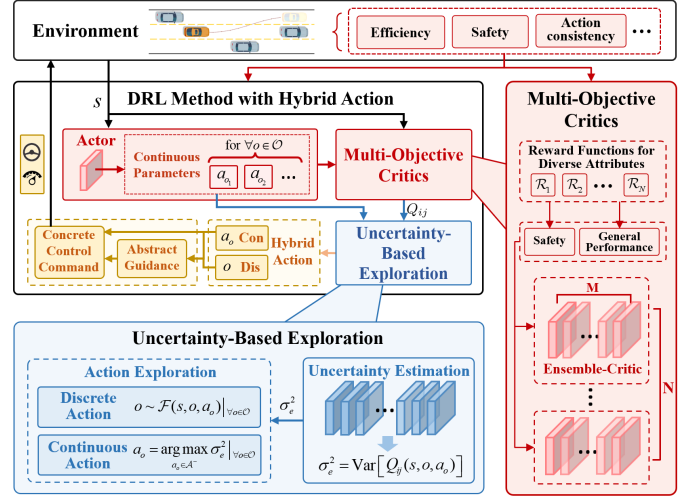 Environment
Efficiency
Safety
Action
consistency
...
s
DRL Method with Hybrid Action
Actor
Continuous
Parameters
for ∀o∈𝒪
a_{o_1}
a_{o_2}
...
Multi-Objective
Critics
Q_{ij}
Concrete
Control
Command
Abstract
Guidance
a_o Con
o Dis
Hybrid
Action
Uncertainty-
Based
Exploration
Uncertainty-Based Exploration
Action Exploration
Discrete
Action
o ~ ℱ(s,o,a_o)|_{∀o∈𝒪}
Continuous
Action
a_o = arg max σ_e^2|_{∀o∈𝒪}
a_o∈𝒜^-
σ_e^2
Uncertainty Estimation
...
σ_e^2 = Var[Q_{ij}(s,o,a_o)]
Multi-Objective
Critics
Reward Functions for
Diverse Attributes
ℛ_1
ℛ_2
...
ℛ_N
Safety
General
Performance
M
...
Ensemble-Critic
N
...
...